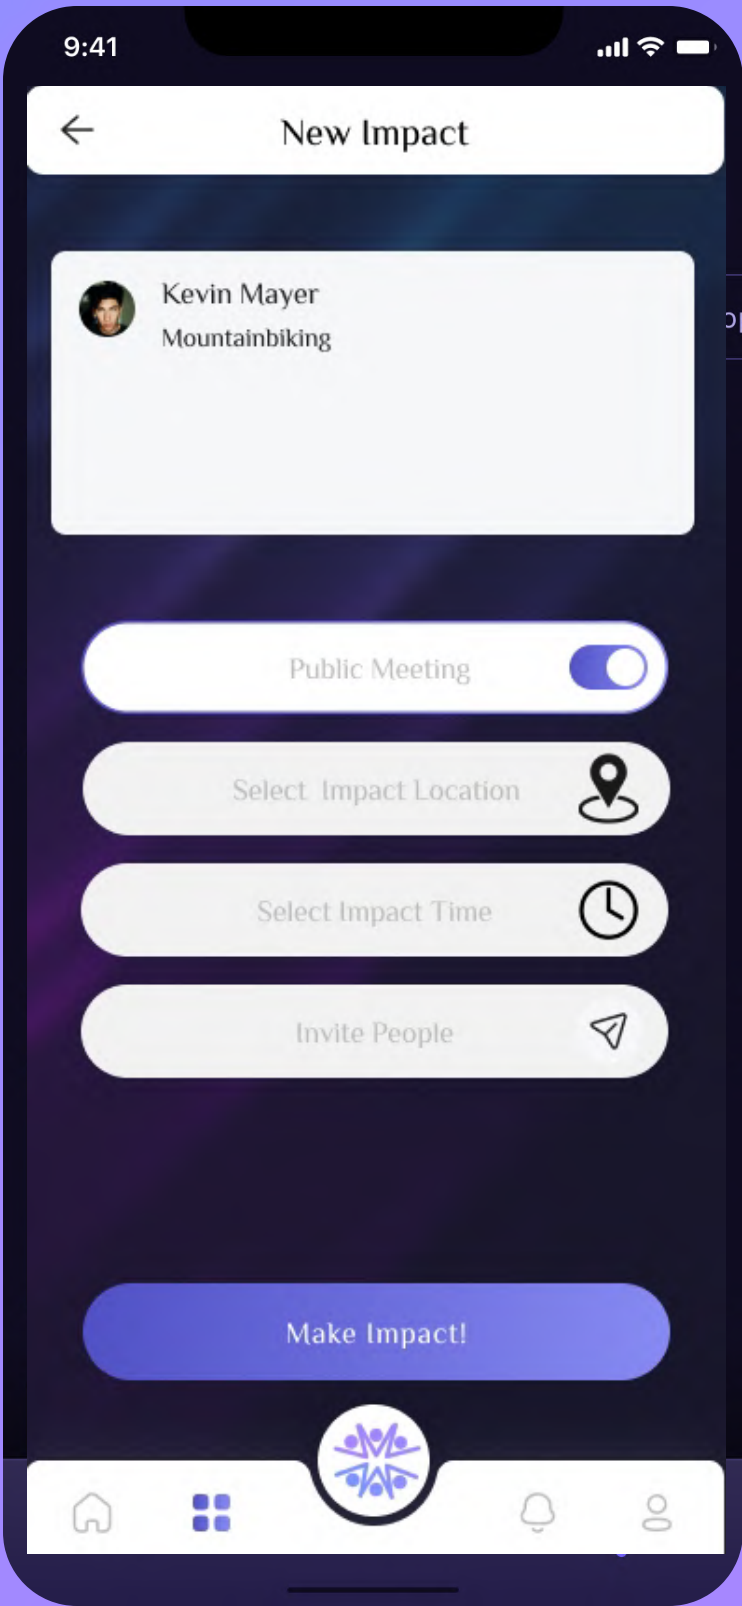 9:41
New Impact
Kevin Mayer
Mountainbiking
op
Public Meeting
Select  Impact Location
Select Impact Time
Invite People
Make Impact!